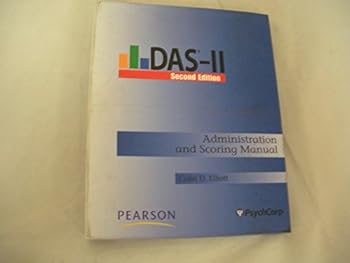 DAS®-II
Second Edition
Administration
and Scoring Manual
Colin D. Elliott
PEARSON
PsychCorp